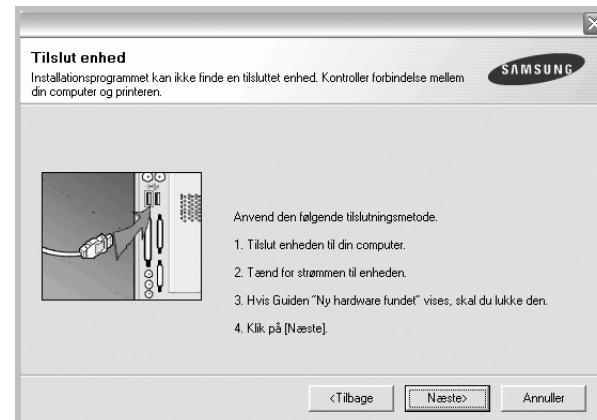 Tilslut enhed
Installationsprogrammet kan ikke finde en tilsluttet enhed. Kontroller forbindelse mellem
din computer og printeren.
SAMSUNG
Anvend den følgende tilslutningsmetode.
1. Tilslut enheden til din computer.
2. Tænd for strømmen til enheden.
3. Hvis Guiden "Ny hardware fundet" vises, skal du lukke den.
4. Klik på [Næste].
<Tilbage
Næste>
Annuller